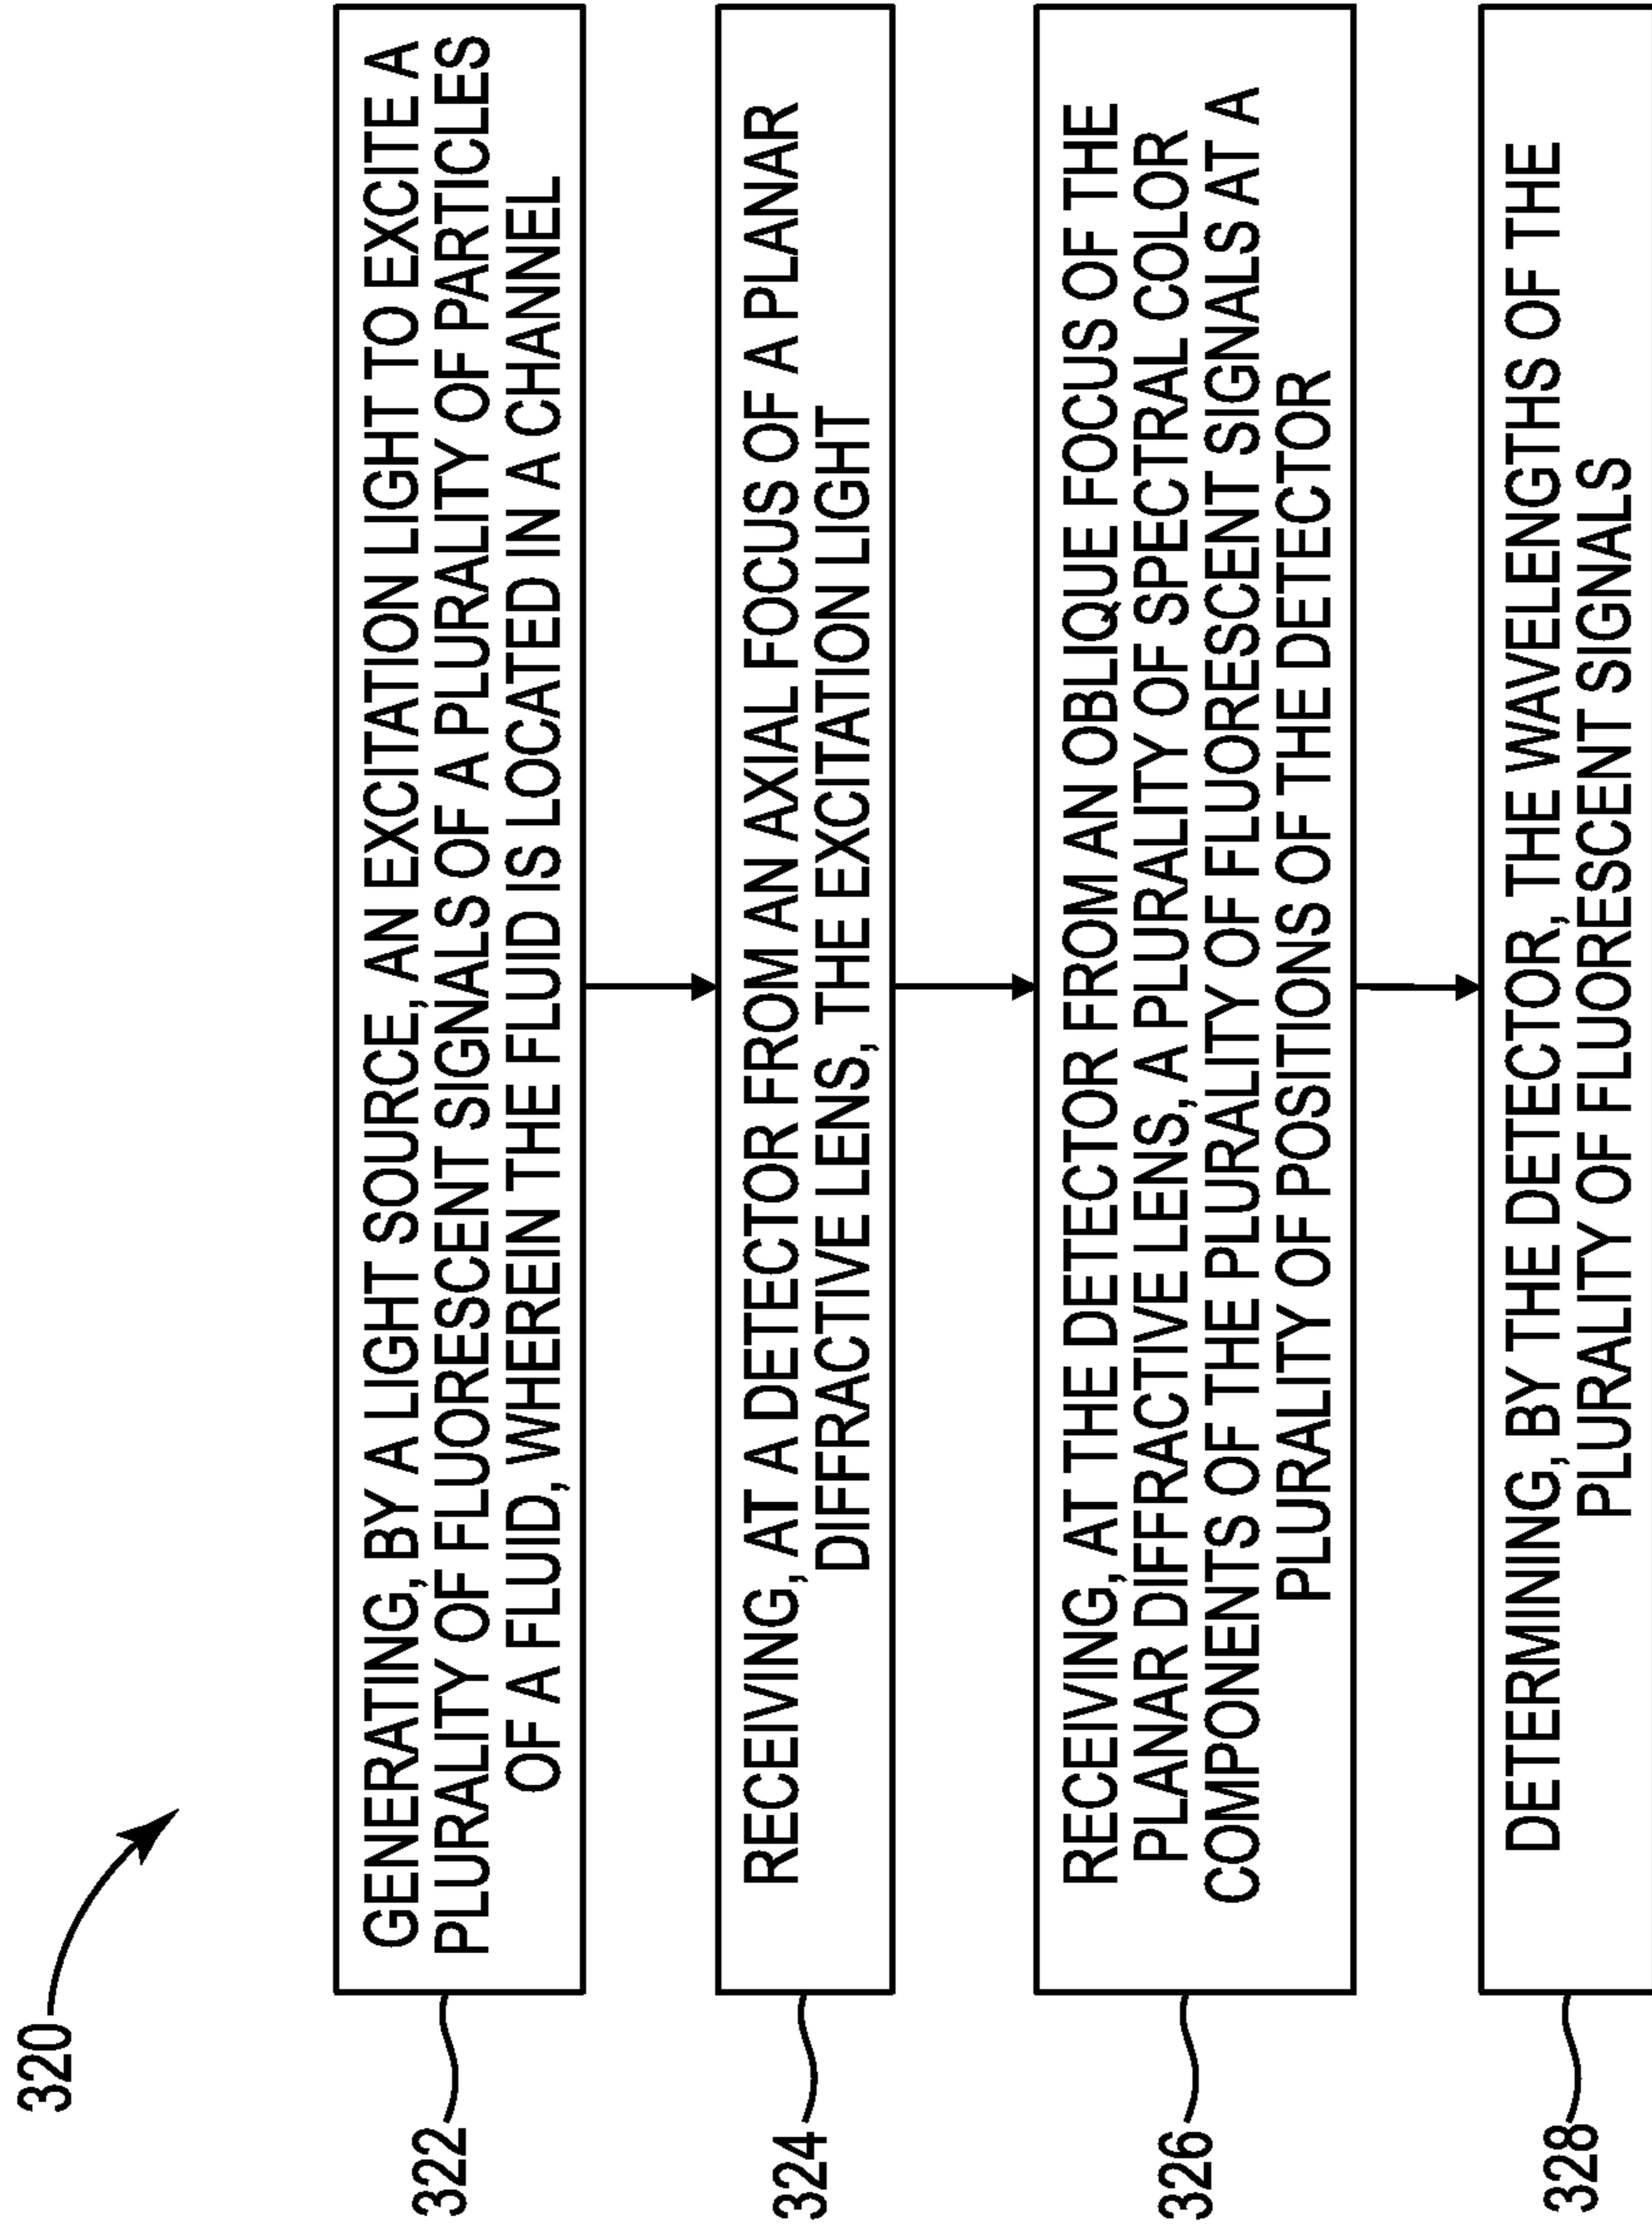 320
322
GENERATING, BY A LIGHT SOURCE, AN EXCITATION LIGHT TO EXCITE A
PLURALITY OF FLUORESCENT SIGNALS OF A PLURALITY OF PARTICLES
OF A FLUID, WHEREIN THE FLUID IS LOCATED IN A CHANNEL
324
RECEIVING, AT A DETECTOR FROM AN AXIAL FOCUS OF A PLANAR
DIFFRACTIVE LENS, THE EXCITATION LIGHT
326
RECEIVING, AT THE DETECTOR FROM AN OBLIQUE FOCUS OF THE
PLANAR DIFFRACTIVE LENS, A PLURALITY OF SPECTRAL COLOR
COMPONENTS OF THE PLURALITY OF FLUORESCENT SIGNALS AT A
PLURALITY OF POSITIONS OF THE DETECTOR
328
DETERMINING, BY THE DETECTOR, THE WAVELENGTHS OF THE
PLURALITY OF FLUORESCENT SIGNALS